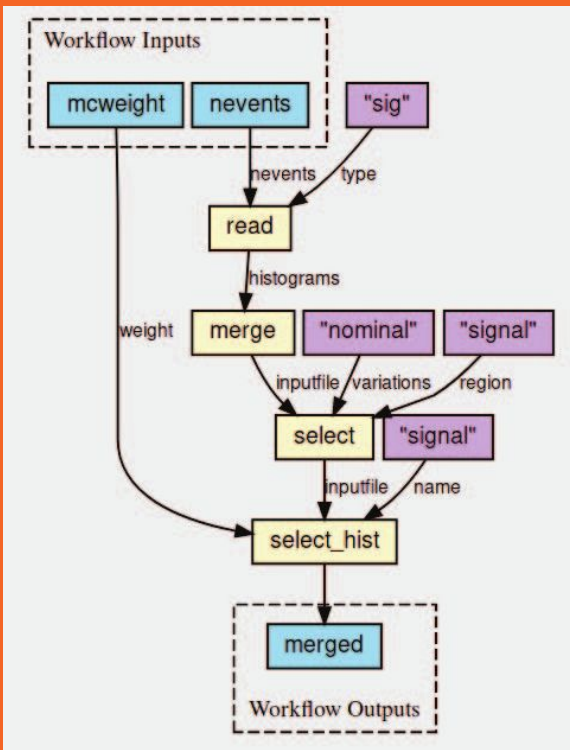 Workflow Inputs
mcweight
nevents
"sig"
nevents
type
read
histograms
weight
merge
"nominal"
"signal"
inputfile
variations
region
select
"signal"
inputfile
name
select_hist
merged
Workflow Outputs